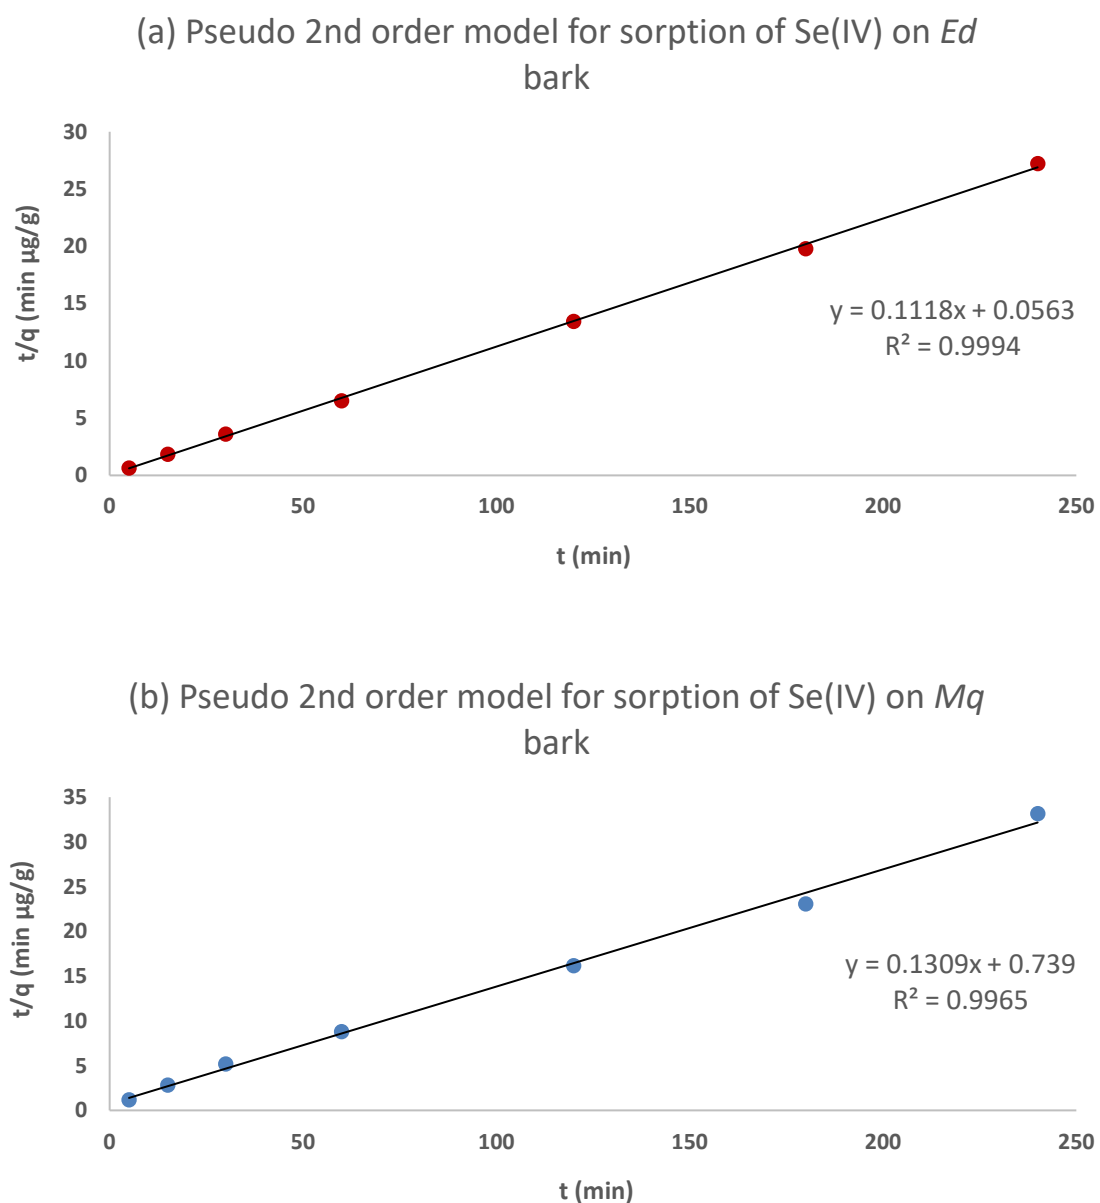 (a) Pseudo 2nd order model for sorption of Se(IV) on Ed
bark
30
25
20
15
10
5
0
t/q (min µg/g)
y = 0.1118x + 0.0563
R² = 0.9994
0 50 100 150 200 250
t (min)
(b) Pseudo 2nd order model for sorption of Se(IV) on Mq
bark
35
30
25
20
15
10
5
0
t/q (min µg/g)
y = 0.1309x + 0.739
R² = 0.9965
0 50 100 150 200 250
t (min)